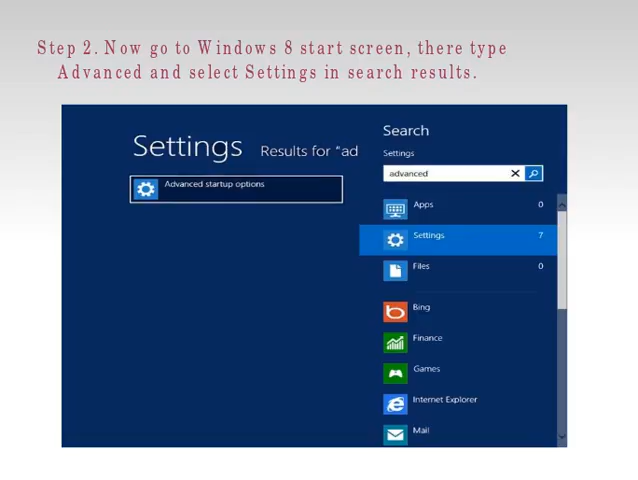 Step 2. Now go to Windows 8 start screen, there type
Advanced and select Settings in search results.
Settings Results for "ad
Advanced startup options
Search
Settings
advanced
Apps 0
Settings 7
Files 0
Bing
Finance
Games
Internet Explorer
Mail